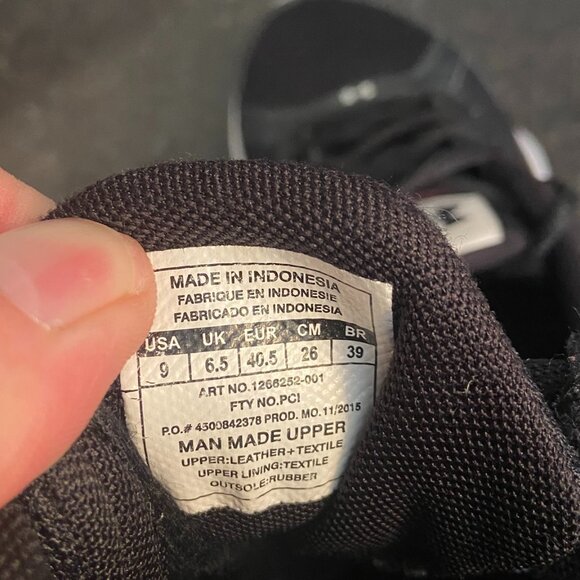 MADE IN INDONESIA
FABRIQUE EN INDONESIE
FABRICADO EN INDONESIA
USA UK EUR CM BR
9 6.5 40.5 26 39
ART NO.1266252-001
FTY NO.PCI
P.O.# 4500842378 PROD. MO.11/2015
MAN MADE UPPER
UPPER:LEATHER+TEXTILE
UPPER LINING:TEXTILE
OUTSOLE:RUBBER